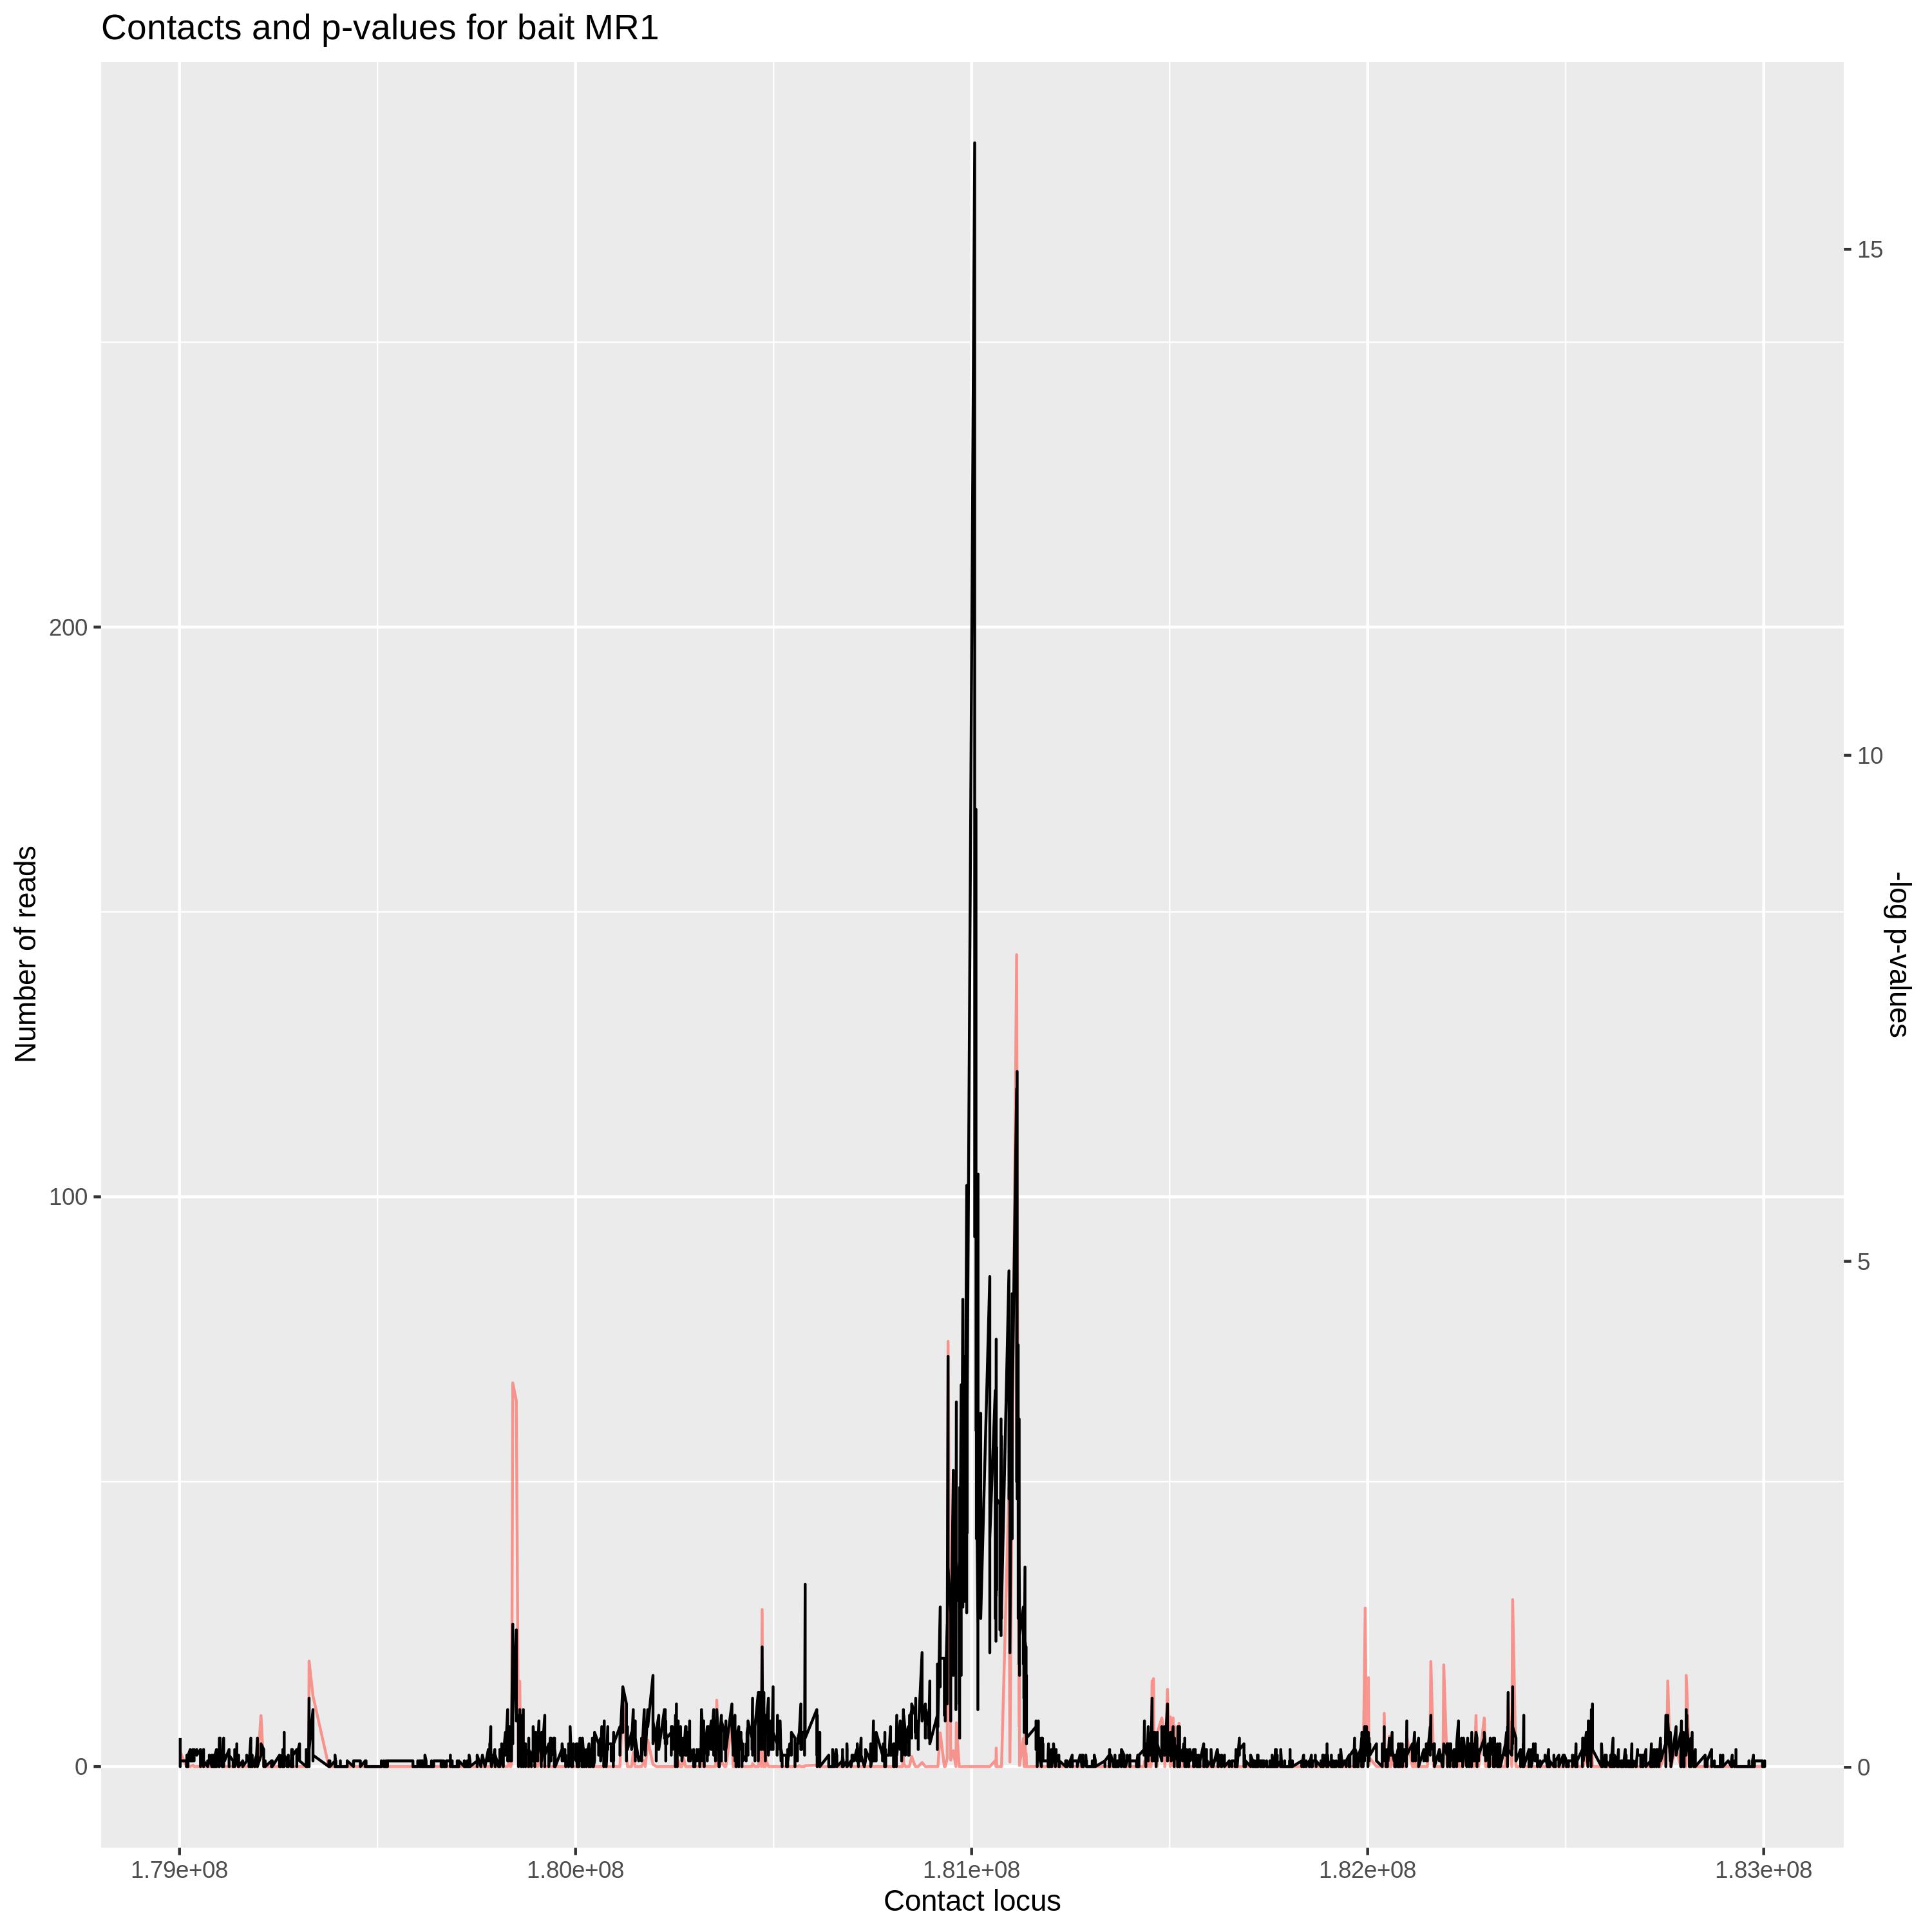 Contacts and p-values for bait MR1
Number of reads
200
100
0
15
10
5
0
-log p-values
1.79e+08
1.80e+08
1.81e+08
1.82e+08
1.83e+08
Contact locus